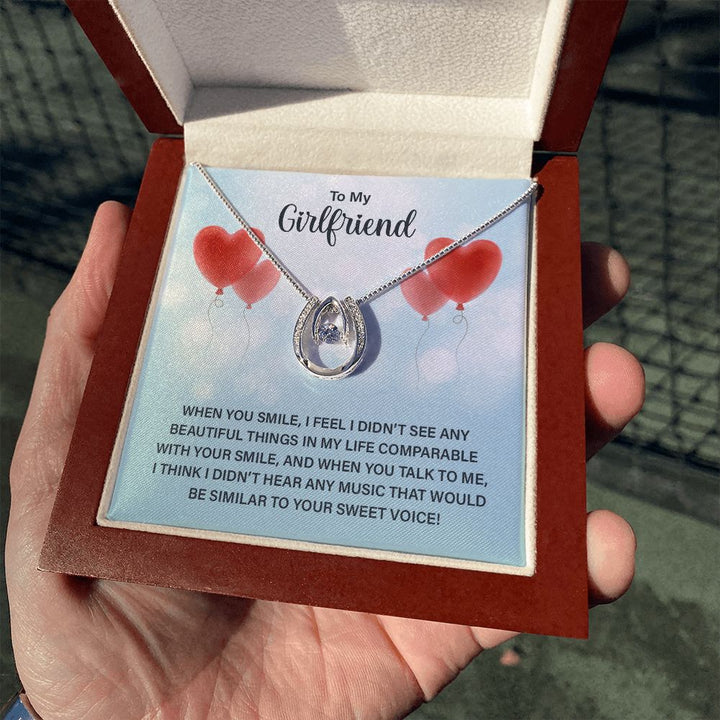 To My
Girlfriend
WHEN YOU SMILE, I FEEL I DIDN'T SEE ANY
BEAUTIFUL THINGS IN MY LIFE COMPARABLE
WITH YOUR SMILE, AND WHEN YOU TALK TO ME,
I THINK I DIDN'T HEAR ANY MUSIC THAT WOULD
BE SIMILAR TO YOUR SWEET VOICE!